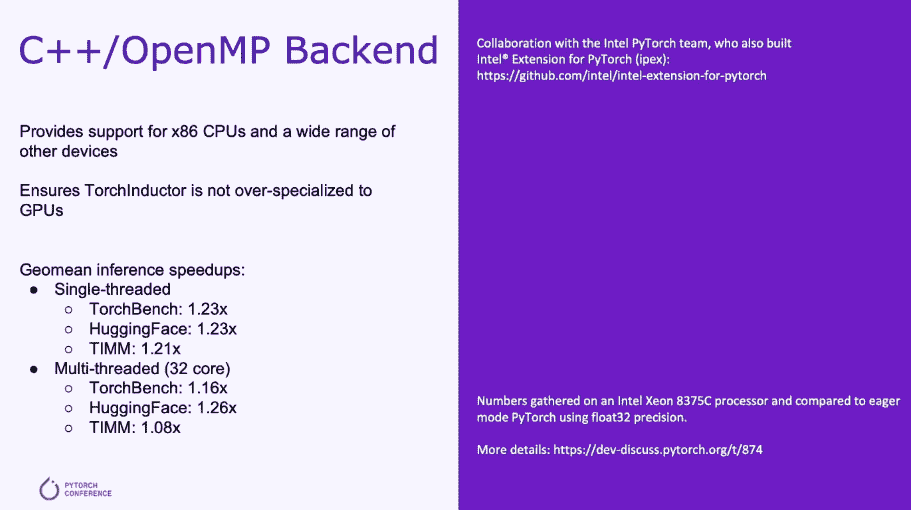 C++/OpenMP Backend
Provides support for x86 CPUs and a wide range of
other devices
Ensures TorchInductor is not over-specialized to
GPUs
Geomean inference speedups:
● Single-threaded
○ TorchBench: 1.23x
○ HuggingFace: 1.23x
○ TIMM: 1.21x
● Multi-threaded (32 core)
○ TorchBench: 1.16x
○ HuggingFace: 1.26x
○ TIMM: 1.08x
PYTORCH
CONFERENCE
Collaboration with the Intel PyTorch team, who also built
Intel® Extension for PyTorch (ipex):
https://github.com/intel/intel-extension-for-pytorch
Numbers gathered on an Intel Xeon 8375C processor and compared to eager
mode PyTorch using float32 precision.
More details: https://dev-discuss.pytorch.org/t/874